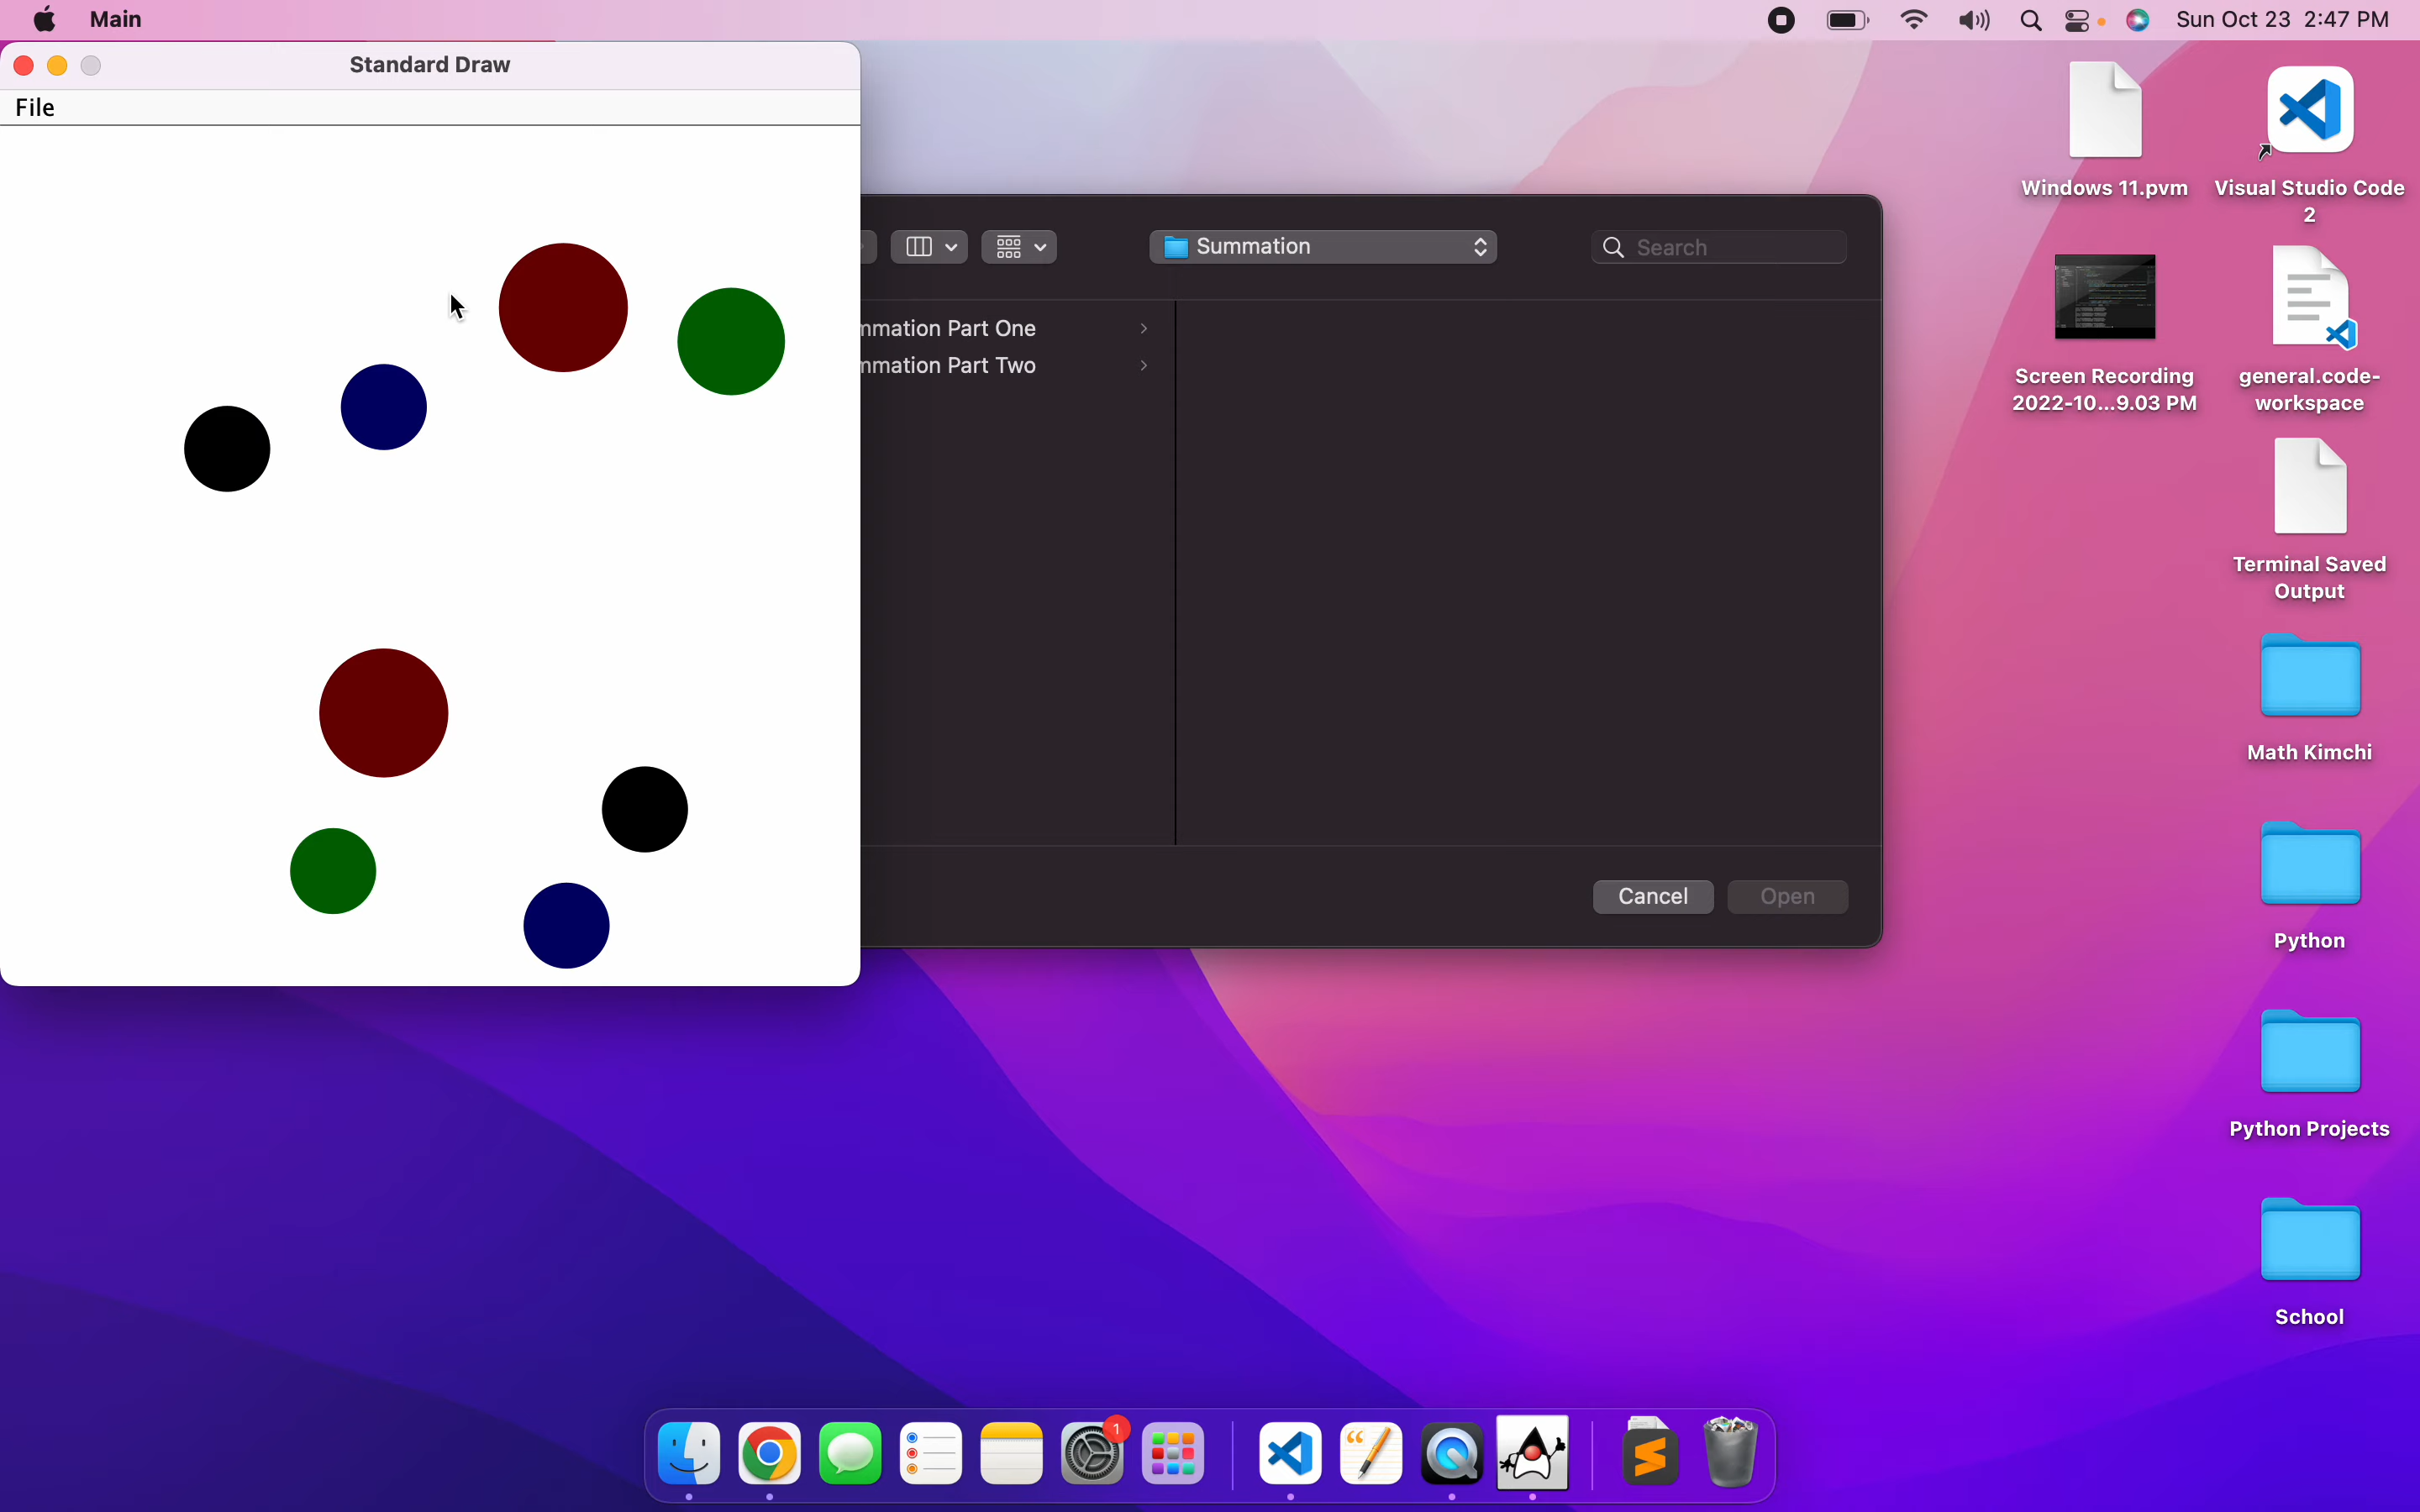 Main
Sun Oct 23 2:47 PM
Standard Draw
File
Summation
Search
mmation Part One
mmation Part Two
Cancel
Open
Windows 11.pvm
Visual Studio Code
2
Screen Recording
2022-10...9.03 PM
general.code-
workspace
Terminal Saved
Output
Math Kimchi
Python
Python Projects
School
1